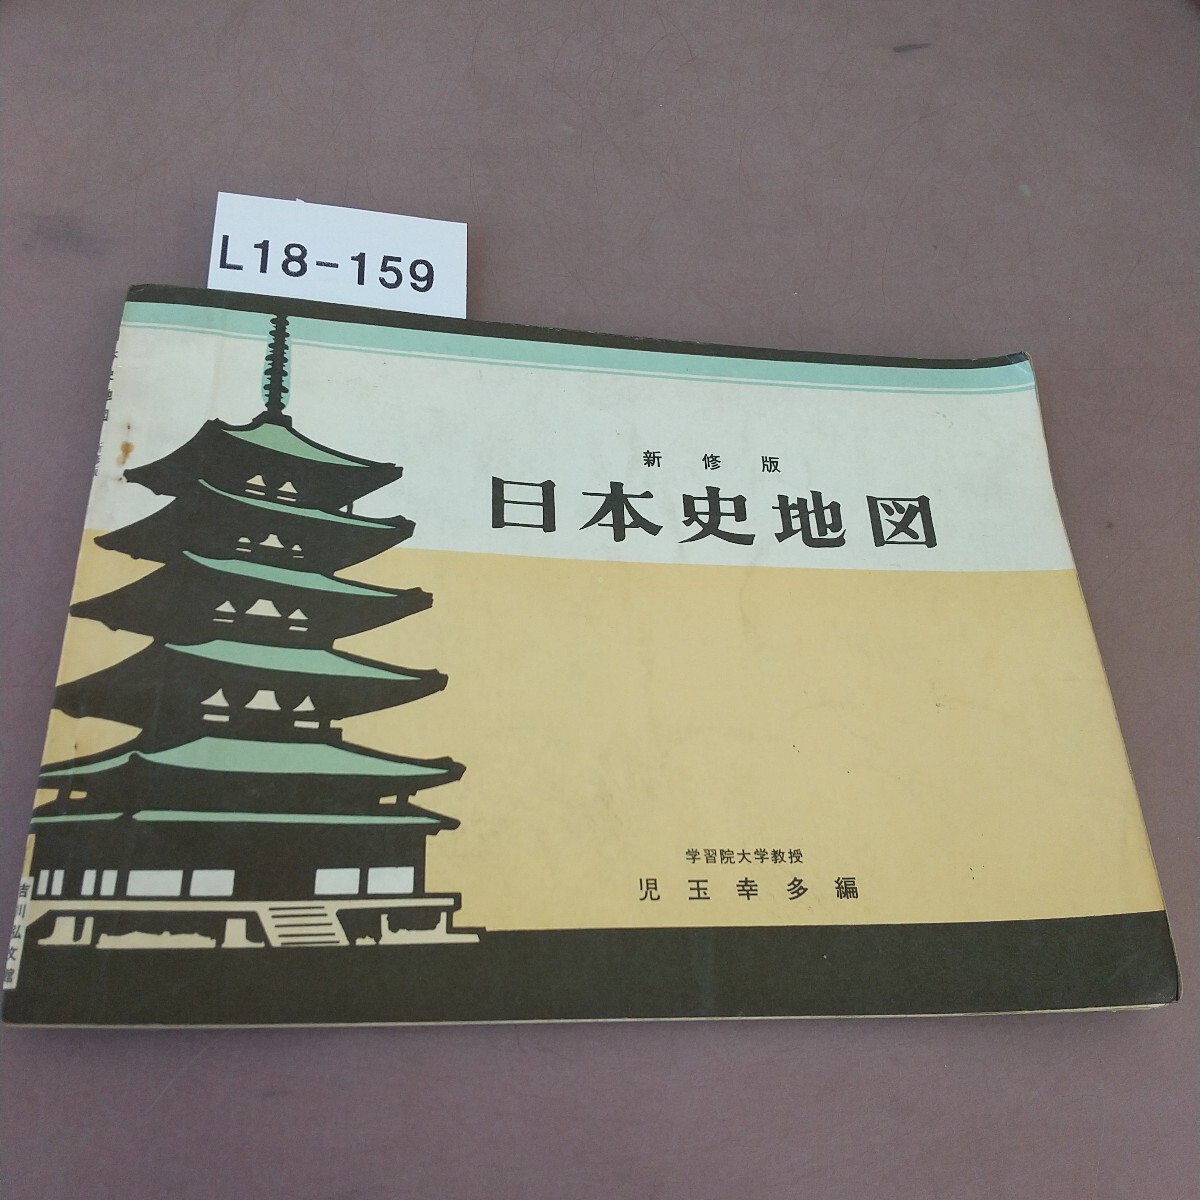 L18-159
新修版
日本史地図
学習院大学教授
児玉幸多編
吉川弘文館